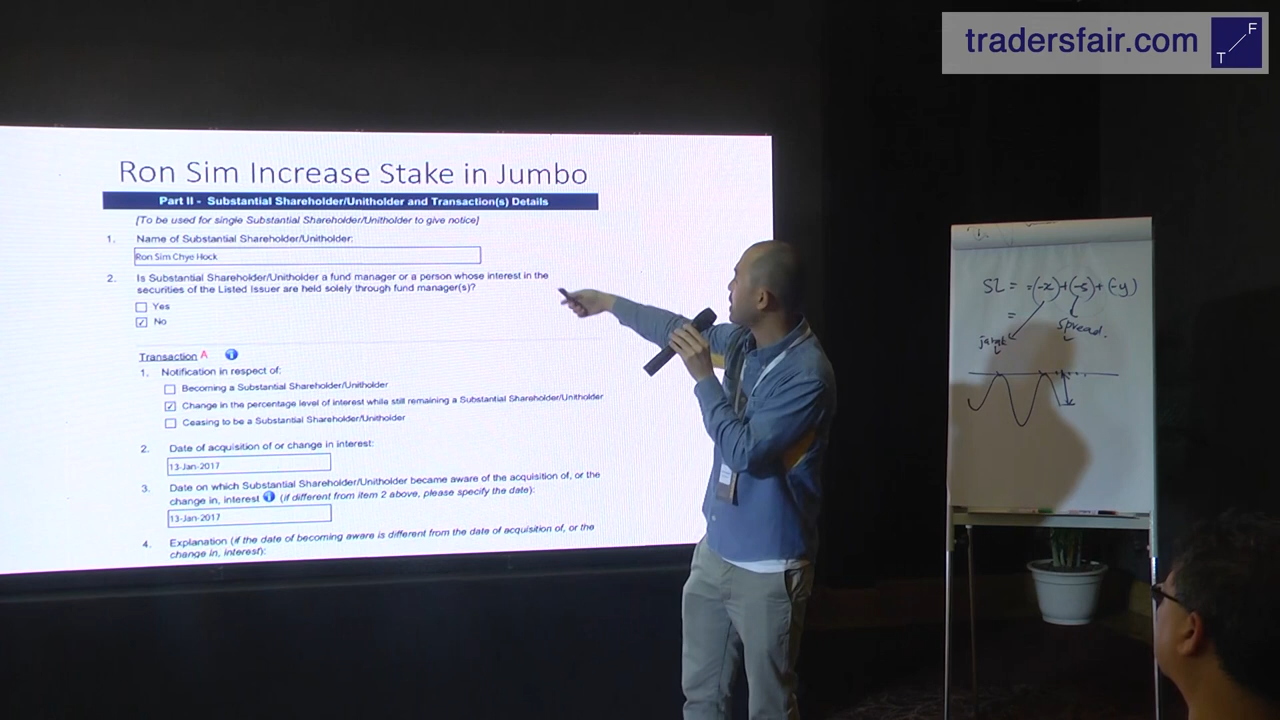 tradersfair.com
F
T
Ron Sim Increase Stake in Jumbo
Part II - Substantial Shareholder/Unitholder and Transaction(s) Details
[To be used for single Substantial Shareholder/Unitholder to give notice]
1. Name of Substantial Shareholder/Unitholder:
Ron Sim Chye Hock
2. Is Substantial Shareholder/Unitholder a fund manager or a person whose interest in the
securities of the Listed Issuer are held solely through fund manager(s)?
Yes
No
Transaction A
1. Notification in respect of:
Becoming a Substantial Shareholder/Unitholder
Change in the percentage level of interest while still remaining a Substantial Shareholder/Unitholder
Ceasing to be a Substantial Shareholder/Unitholder
2. Date of acquisition of or change in interest:
13-Jan-2017
3. Date on which Substantial Shareholder/Unitholder became aware of the acquisition of, or the
change in, interest (if different from item 2 above, please specify the date):
13-Jan-2017
4. Explanation (if the date of becoming aware is different from the date of acquisition of, or the
change in, interest):
SL = =(-x)+(-s)+(-y)
=
spread.